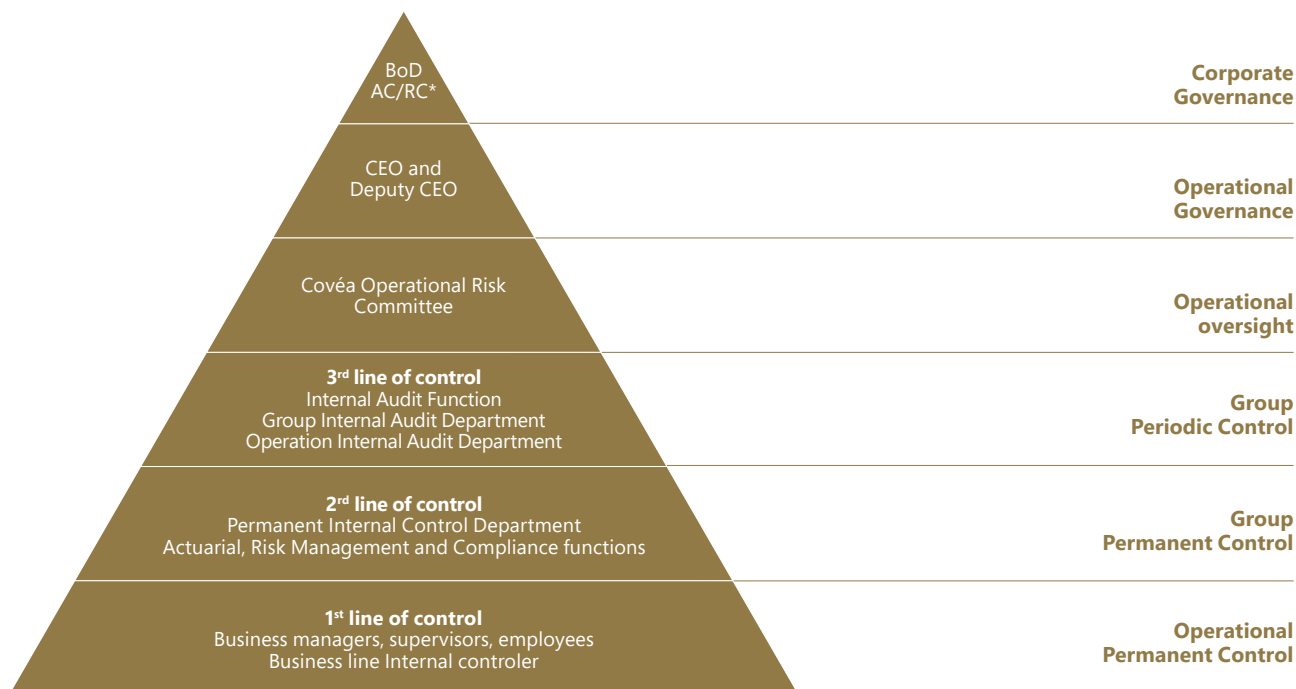 BoD
AC/RC*
Corporate
Governance
CEO and
Deputy CEO
Operational
Governance
Covéa Operational Risk
Committee
Operational
oversight
3rd line of control
Internal Audit Function
Group Internal Audit Department
Operation Internal Audit Department
Group
Periodic Control
2rd line of control
Permanent Internal Control Department
Actuarial, Risk Management and Compliance functions
Group
Permanent Control
1st line of control
Business managers, supervisors, employees
Business line Internal controler
Operational
Permanent Control